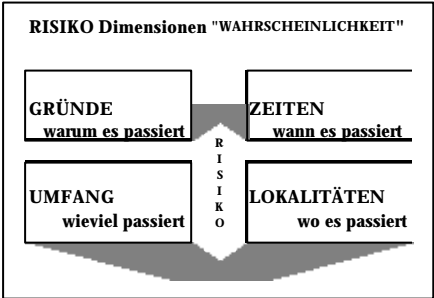 RISIKO Dimensionen "WAHRSCHEINLICHKEIT"
GRÜNDE
warum es passiert
ZEITEN
wann es passiert
R
I
S
I
K
O
UMFANG
wieviel passiert
LOKALITÄTEN
wo es passiert